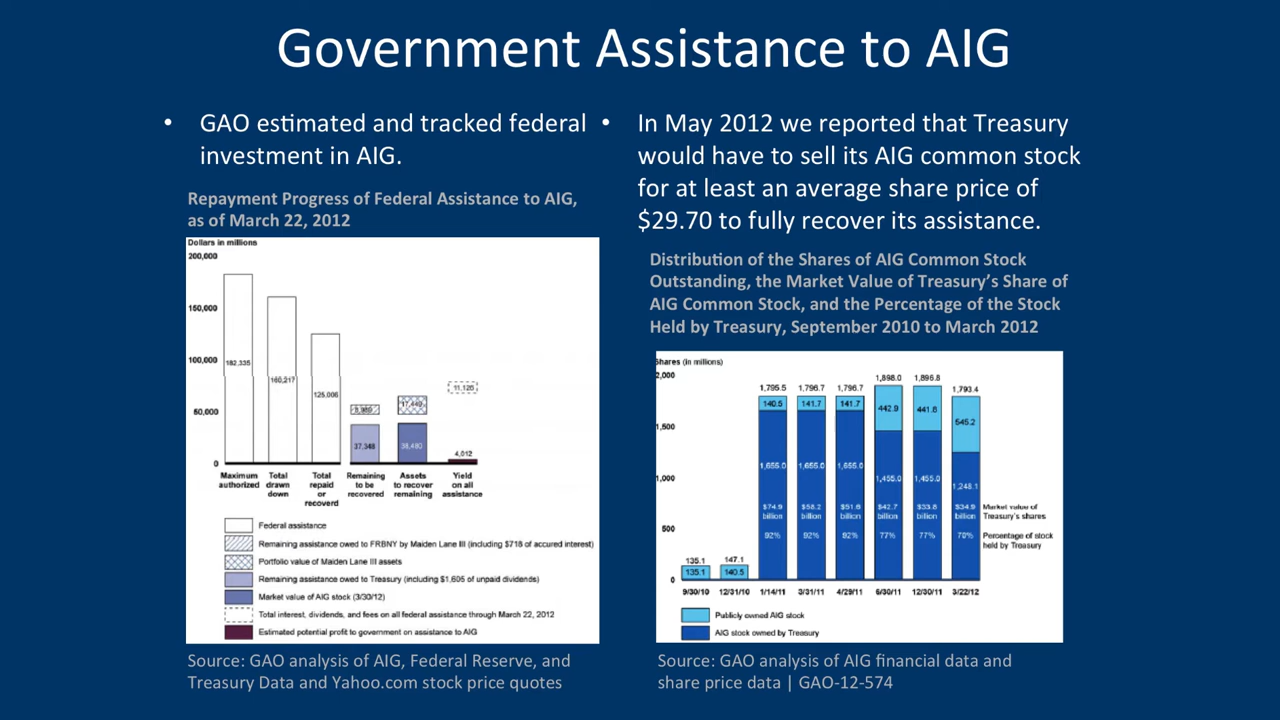 Government Assistance to AIG
• GAO estimated and tracked federal
investment in AIG.
Repayment Progress of Federal Assistance to AIG,
as of March 22, 2012
Dollars in millions
200,000
150,000
100,000
50,000
0
182,335
160,217
125,006
37,348
11,120
4,012
Maximum
authorized
Total
drawn
down
Total
repaid
or
recoverd
Remaining
to be
recovered
Assets
to recover
remaining
Yield
on all
assistance
Federal assistance
Remaining assistance owed to FRBNY by Maiden Lane III (including $718 of accured interest)
Portfolio value of Maiden Lane III assets
Remaining assistance owed to Treasury (including $1,605 of unpaid dividends)
Market value of AIG stock (3/30/12)
Total interest, dividends, and fees on all federal assistance through March 22, 2012
Estimated potential profit to government on assistance to AIG
Source: GAO analysis of AIG, Federal Reserve, and
Treasury Data and Yahoo.com stock price quotes
• In May 2012 we reported that Treasury
would have to sell its AIG common stock
for at least an average share price of
$29.70 to fully recover its assistance.
Distribution of the Shares of AIG Common Stock
Outstanding, the Market Value of Treasury's Share of
AIG Common Stock, and the Percentage of the Stock
Held by Treasury, September 2010 to March 2012
Shares (in millions)
2,000
1,500
1,000
500
0
1,795.5 1,796.7 1,796.7 1,898.0 1,896.8 1,793.4
140.5 141.7 141.7 442.9 441.8 545.2
1,655.0 1,655.0 1,655.0 1,455.0 1,455.0 1,248.1
$74.9 $58.2 $51.6 $42.7 $33.8 $34.9
billion billion billion billion billion billion
92% 92% 92% 77% 77% 70%
Market value of
Treasury's shares
Percentage of stock
held by Treasury
135.1 147.1
135.1 140.5
9/30/10 12/31/10 1/14/11 3/31/11 4/29/11 6/30/11 12/30/11 3/22/12
Publicly owned AIG stock
AIG stock owned by Treasury
Source: GAO analysis of AIG financial data and
share price data | GAO-12-574